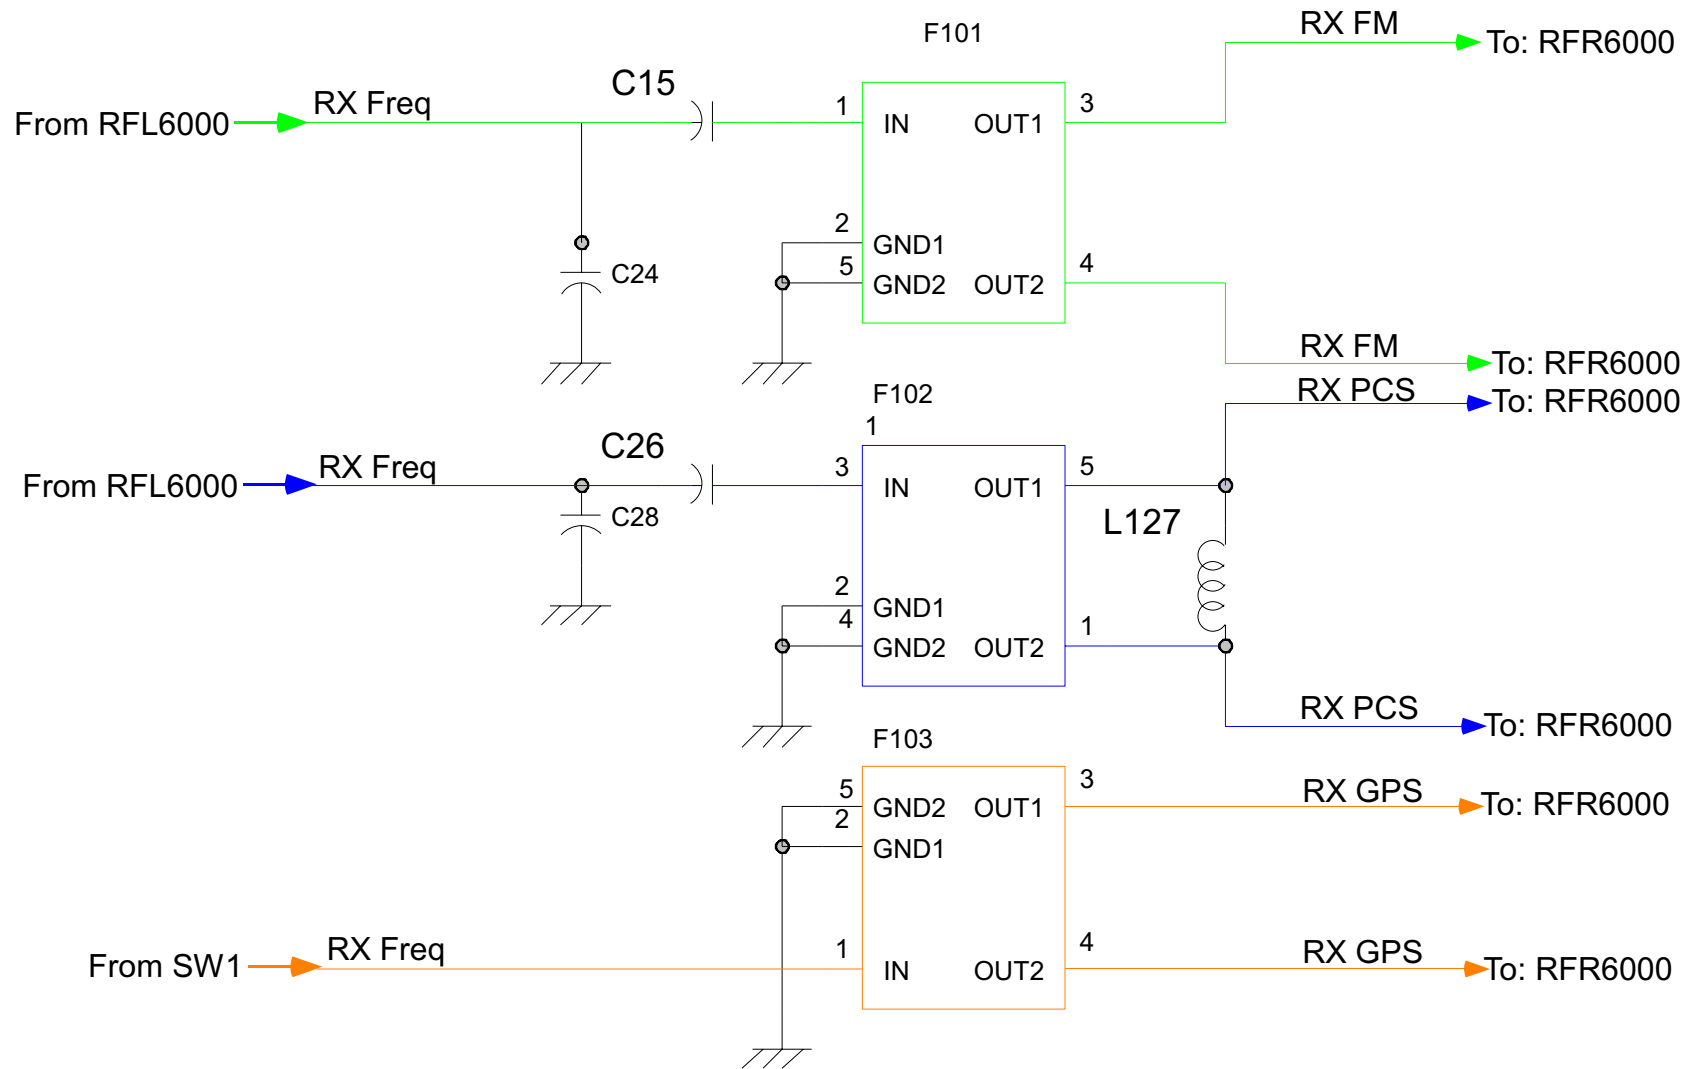 F101
RX FM
To: RFR6000
C15
RX Freq
From RFL6000
1
IN
OUT1
3
2
GND1
5
GND2
OUT2
4
C24
RX FM
To: RFR6000
F102
RX PCS
To: RFR6000
1
C26
RX Freq
From RFL6000
3
IN
OUT1
5
C28
L127
2
GND1
4
GND2
OUT2
1
RX PCS
To: RFR6000
F103
5
GND2
OUT1
3
RX GPS
To: RFR6000
2
GND1
From SW1
RX Freq
1
IN
OUT2
4
RX GPS
To: RFR6000